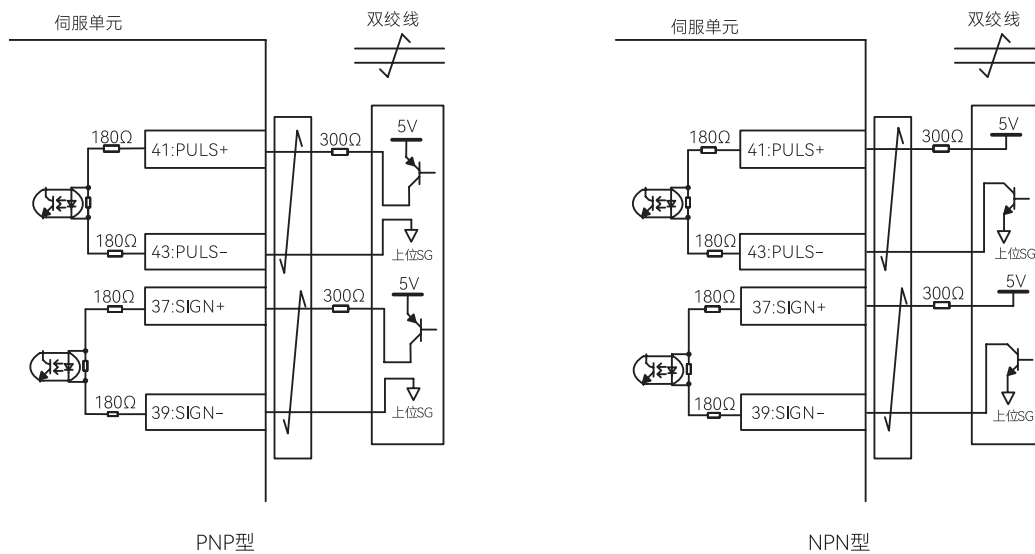 伺服单元
双绞线
5V
180Ω
300Ω
41:PULS+
180Ω
43:PULS-
上位SG
5V
180Ω
300Ω
37:SIGN+
180Ω
39:SIGN-
上位SG
PNP型
伺服单元
双绞线
5V
180Ω
300Ω
41:PULS+
180Ω
43:PULS-
上位SG
5V
180Ω
300Ω
37:SIGN+
180Ω
39:SIGN-
上位SG
NPN型